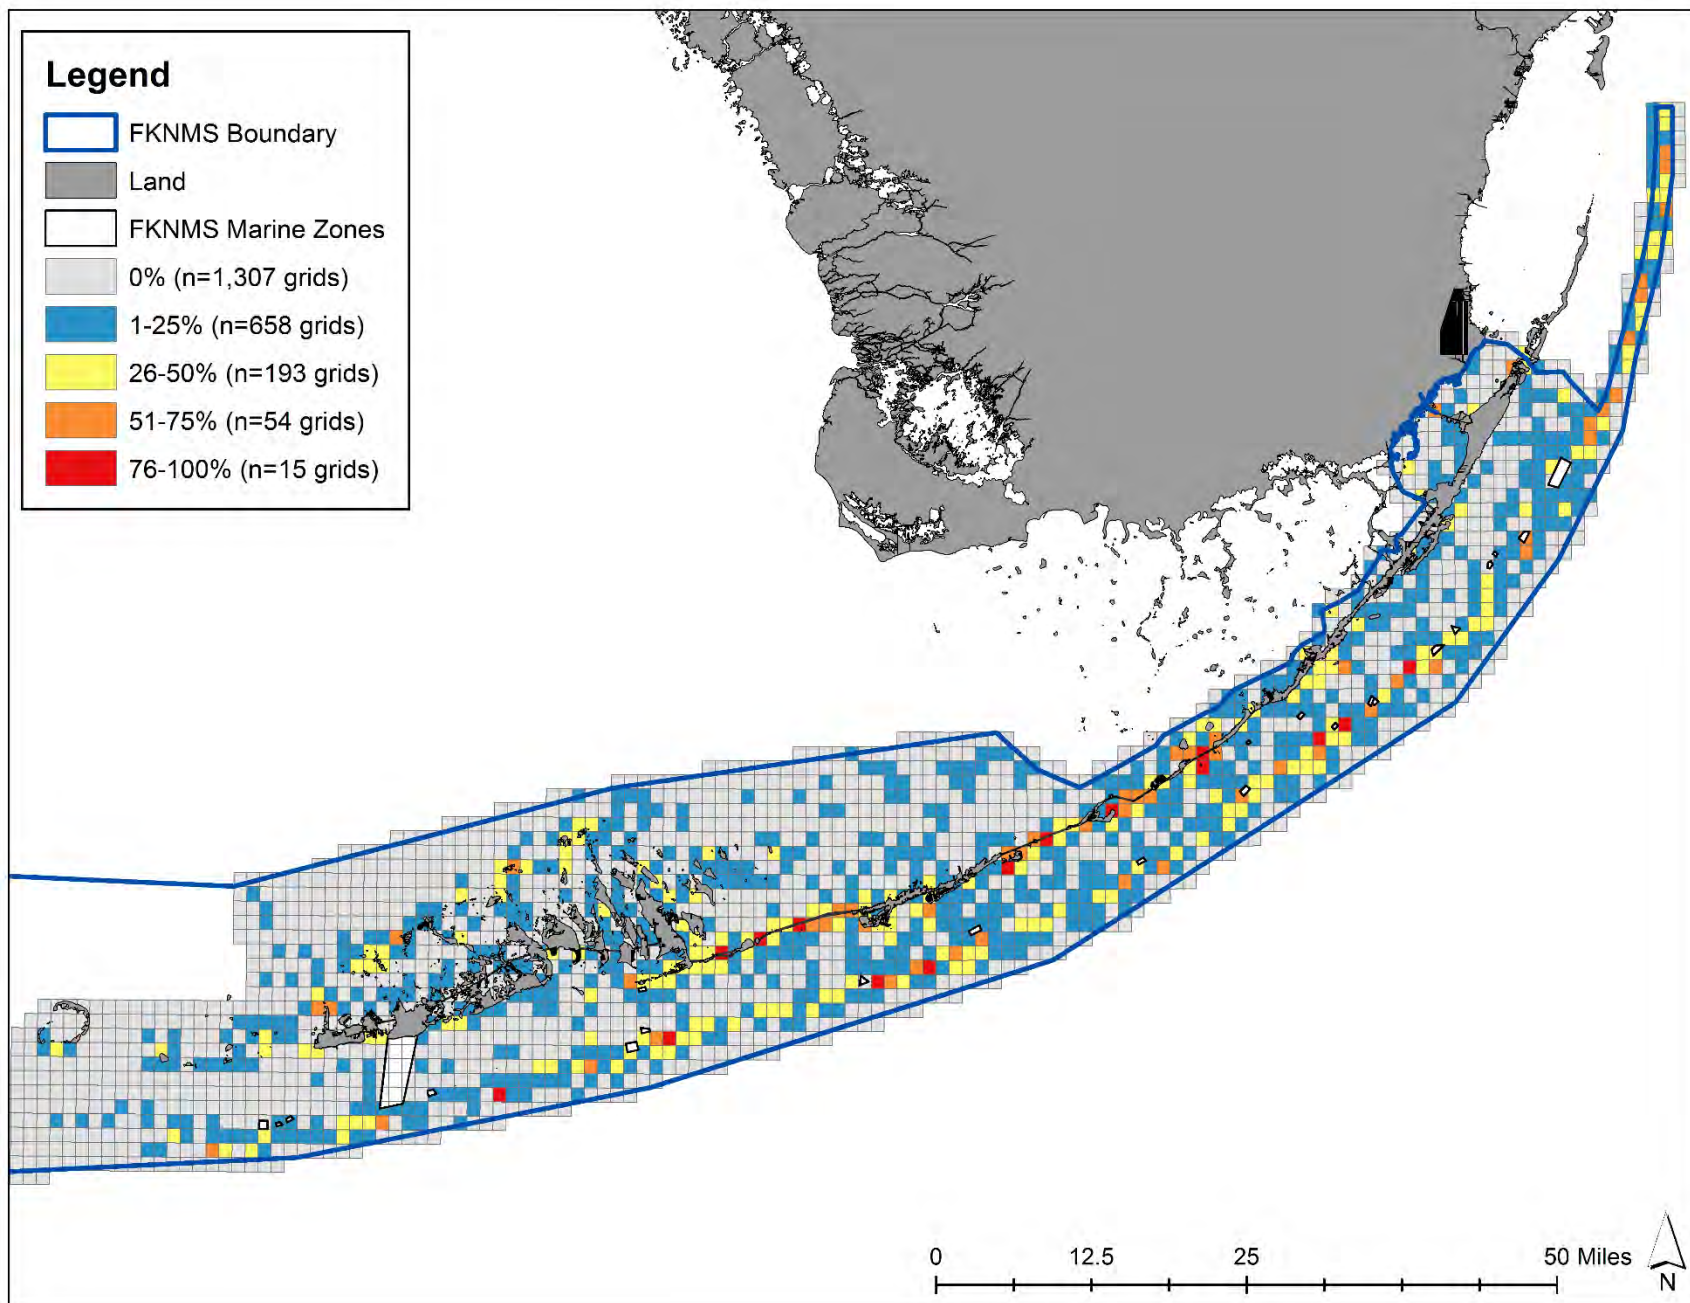 Legend
FKNMS Boundary
Land
FKNMS Marine Zones
0% (n=1,307 grids)
1-25% (n=658 grids)
26-50% (n=193 grids)
51-75% (n=54 grids)
76-100% (n=15 grids)
0 12.5 25 50 Miles
N